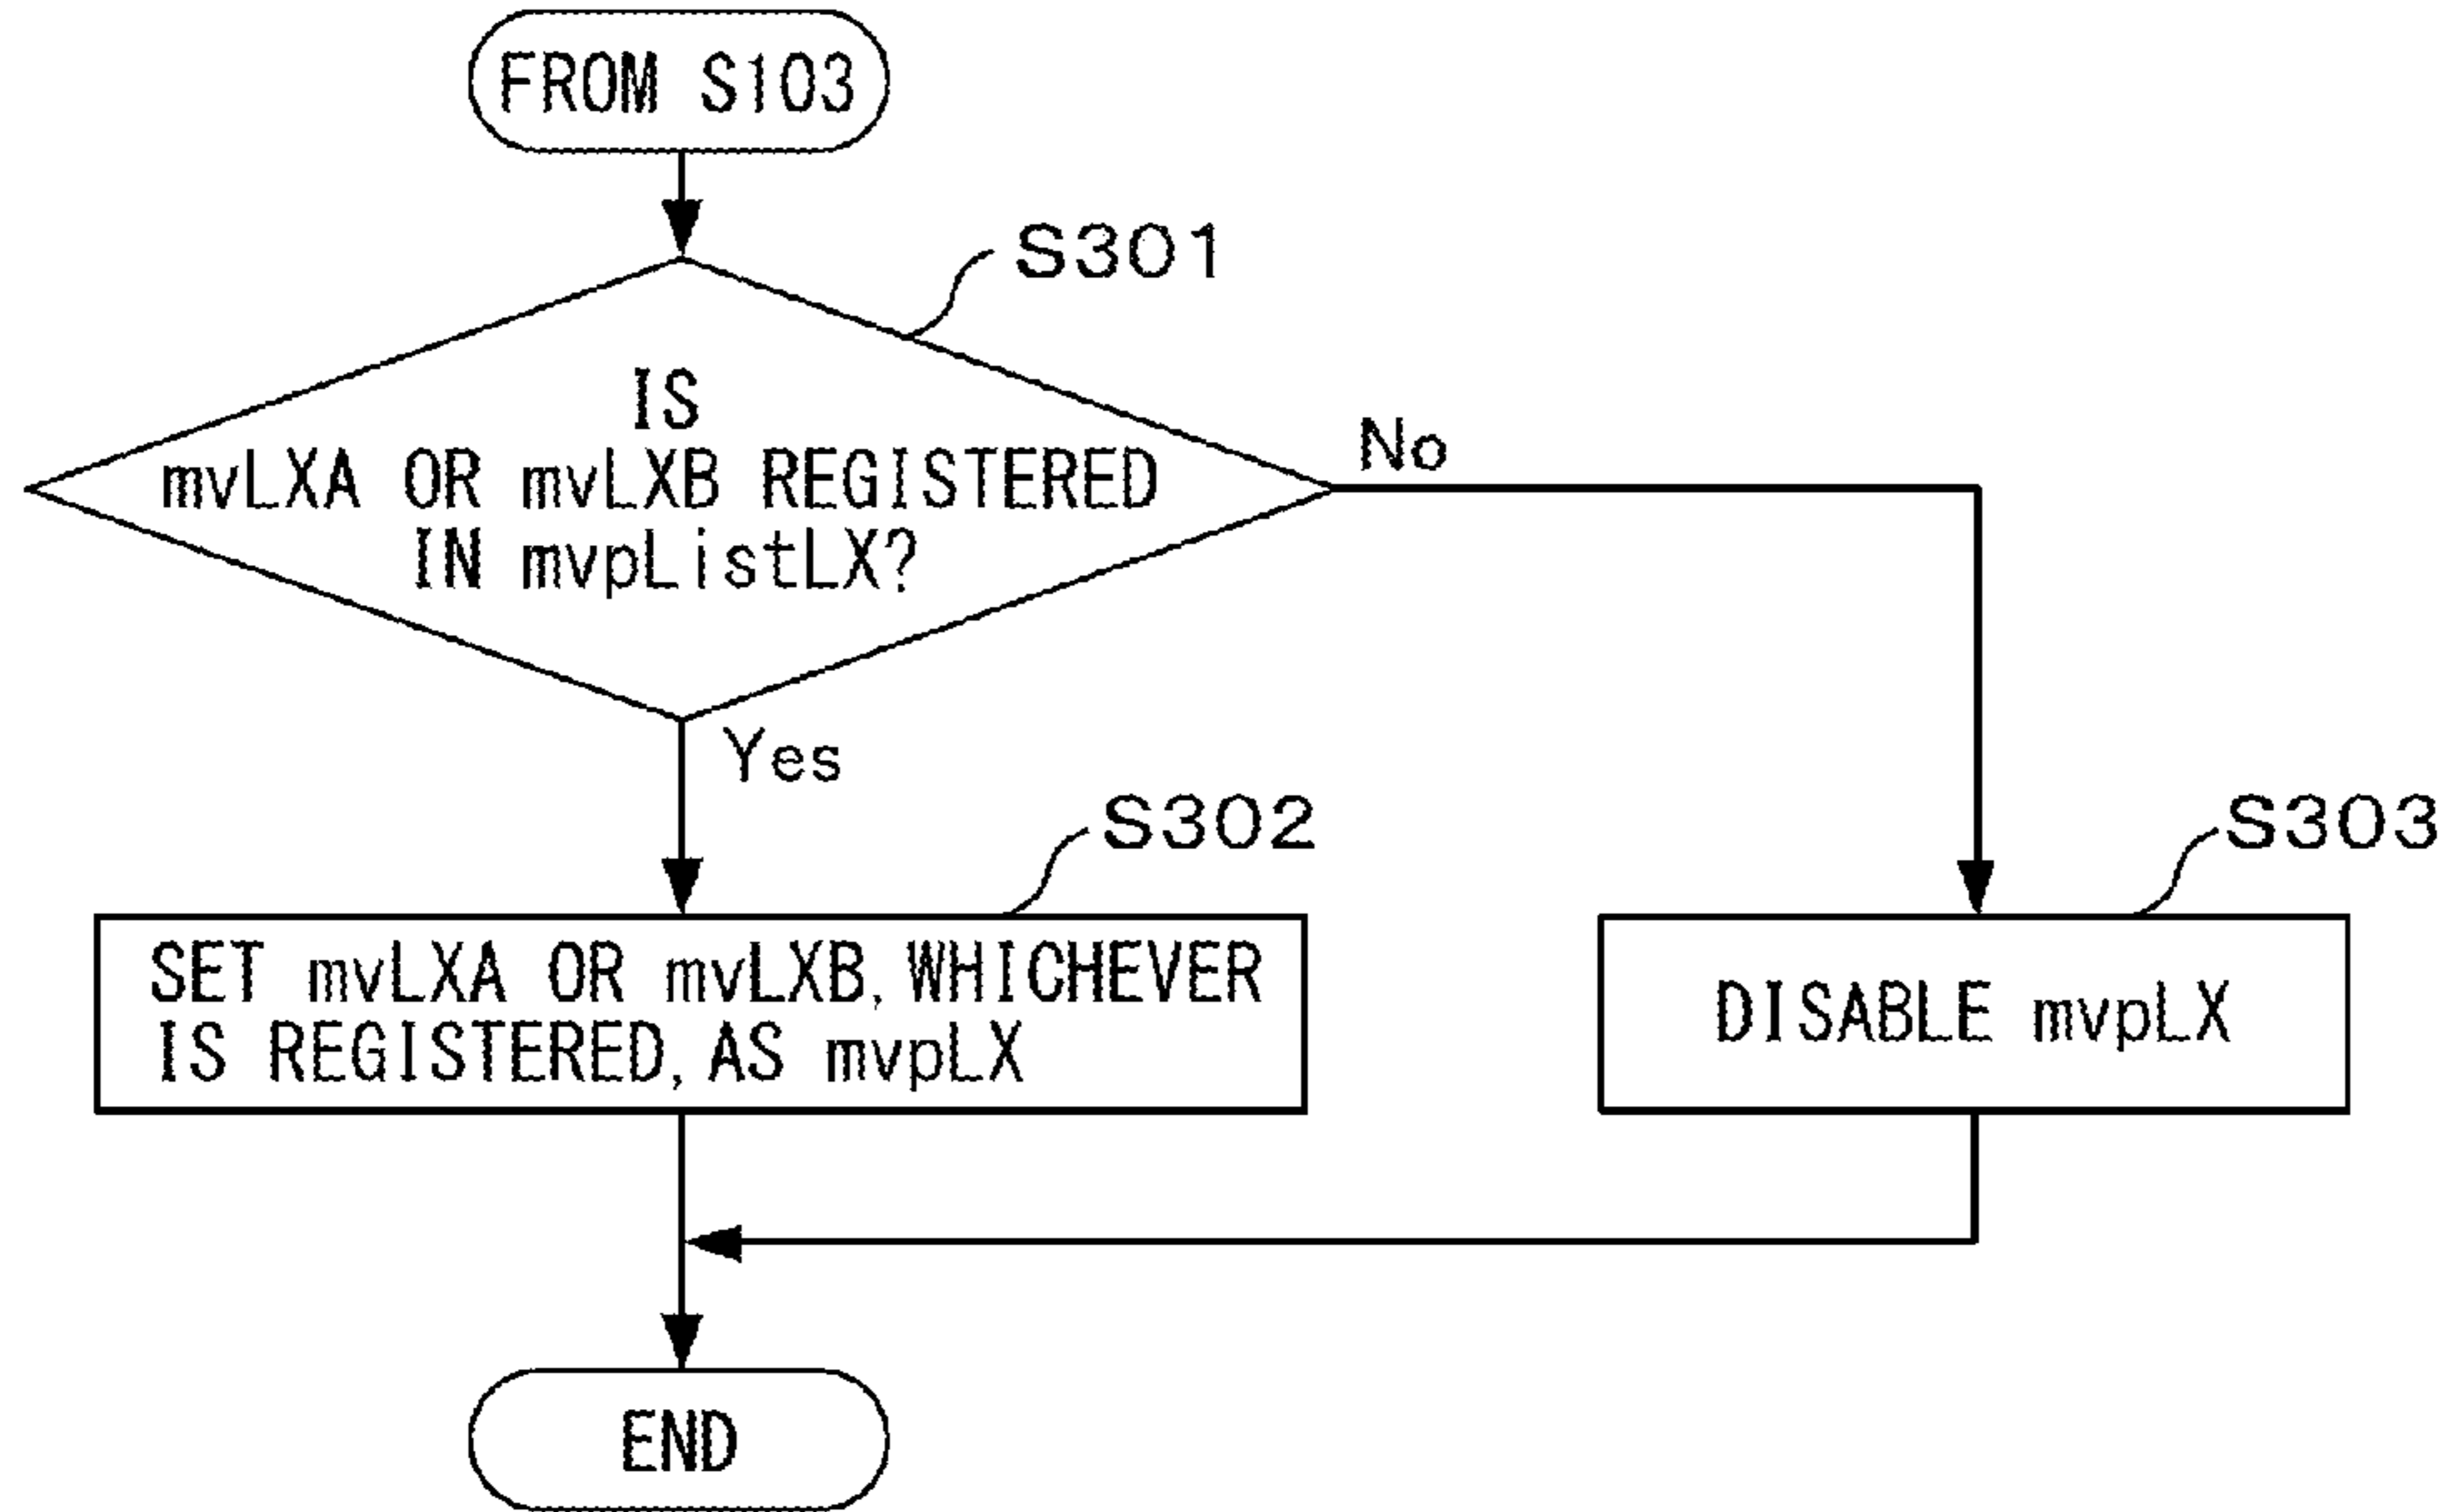 FROM S103
S301
IS
mvLXA OR mvLXB REGISTERED
IN mvpListLX?
No
Yes
S302
SET mvLXA OR mvLXB, WHICHEVER
IS REGISTERED, AS mvpLX
S303
DISABLE mvpLX
END